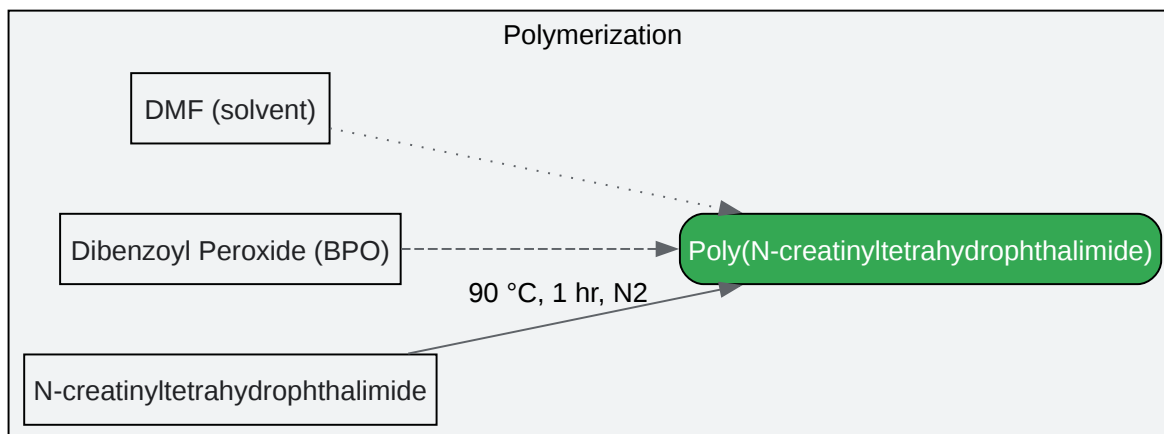 Polymerization
DMF (solvent)
Dibenzoyl Peroxide (BPO)
Poly(N-creatinyltetrahydrophthalimide)
90 °C, 1 hr, N2
N-creatinyltetrahydrophthalimide